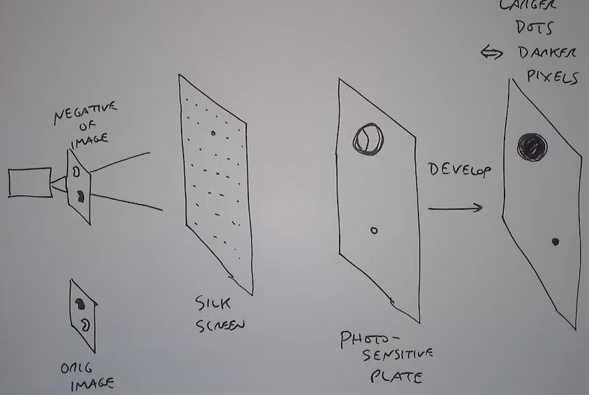 NEGATIVE
OF
IMAGE
ORIG
IMAGE
SILK
SCREEN
PHOTO-
SENSITIVE
PLATE
DEVELOP
LARGER
DOTS
⇔ DARKER
PIXELS